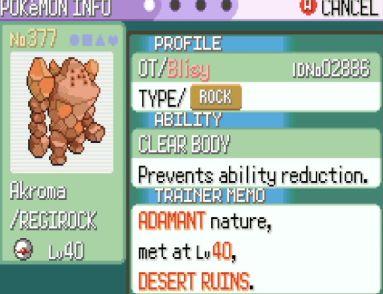 POKéMON INFO
CANCEL
No377
PROFILE
OT/Blisy
IDNo02886
TYPE/ ROCK
ABILITY
CLEAR BODY
Prevents ability reduction.
TRAINER MEMO
ADAMANT nature,
met at Lv40,
DESERT RUINS.
Akroma
/REGIROCK
Lv40